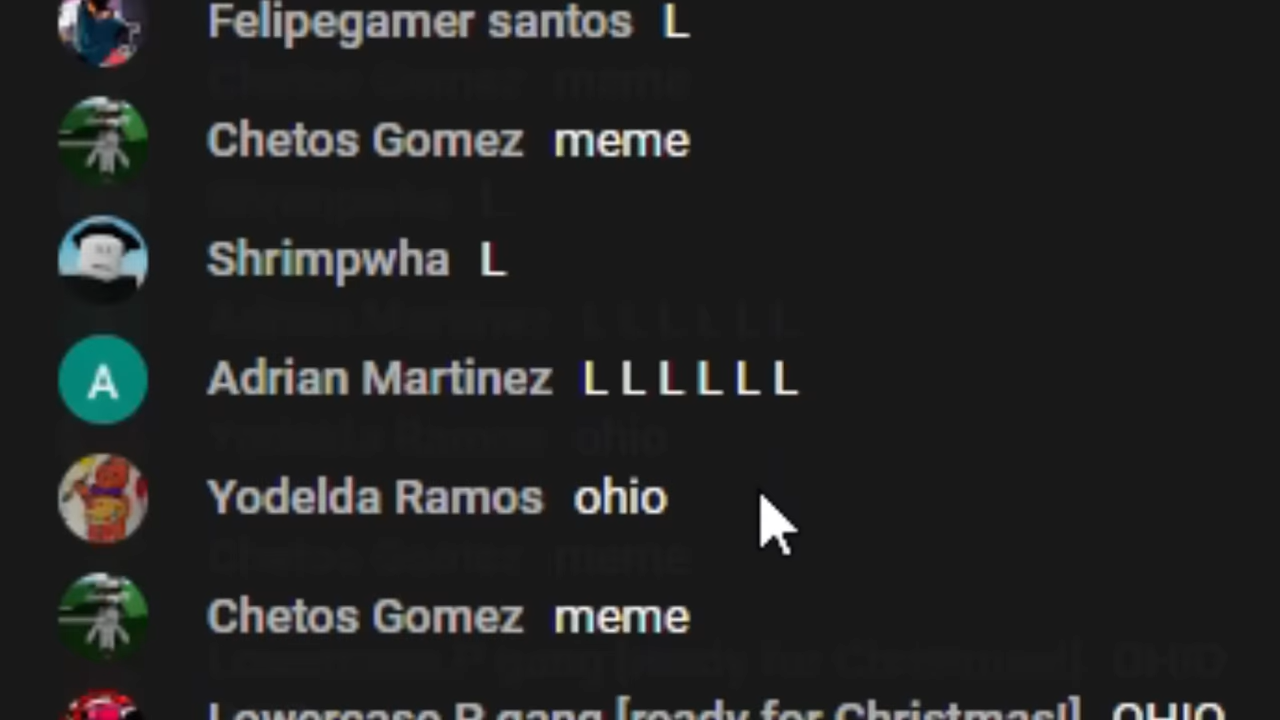 Felipegamer santos L
Chetos Gomez meme
Shrimpwha L
A Adrian Martinez L L L L L L
Yodelda Ramos ohio
Chetos Gomez meme
Lowercase P gang [ready for Christmas!] OHIO